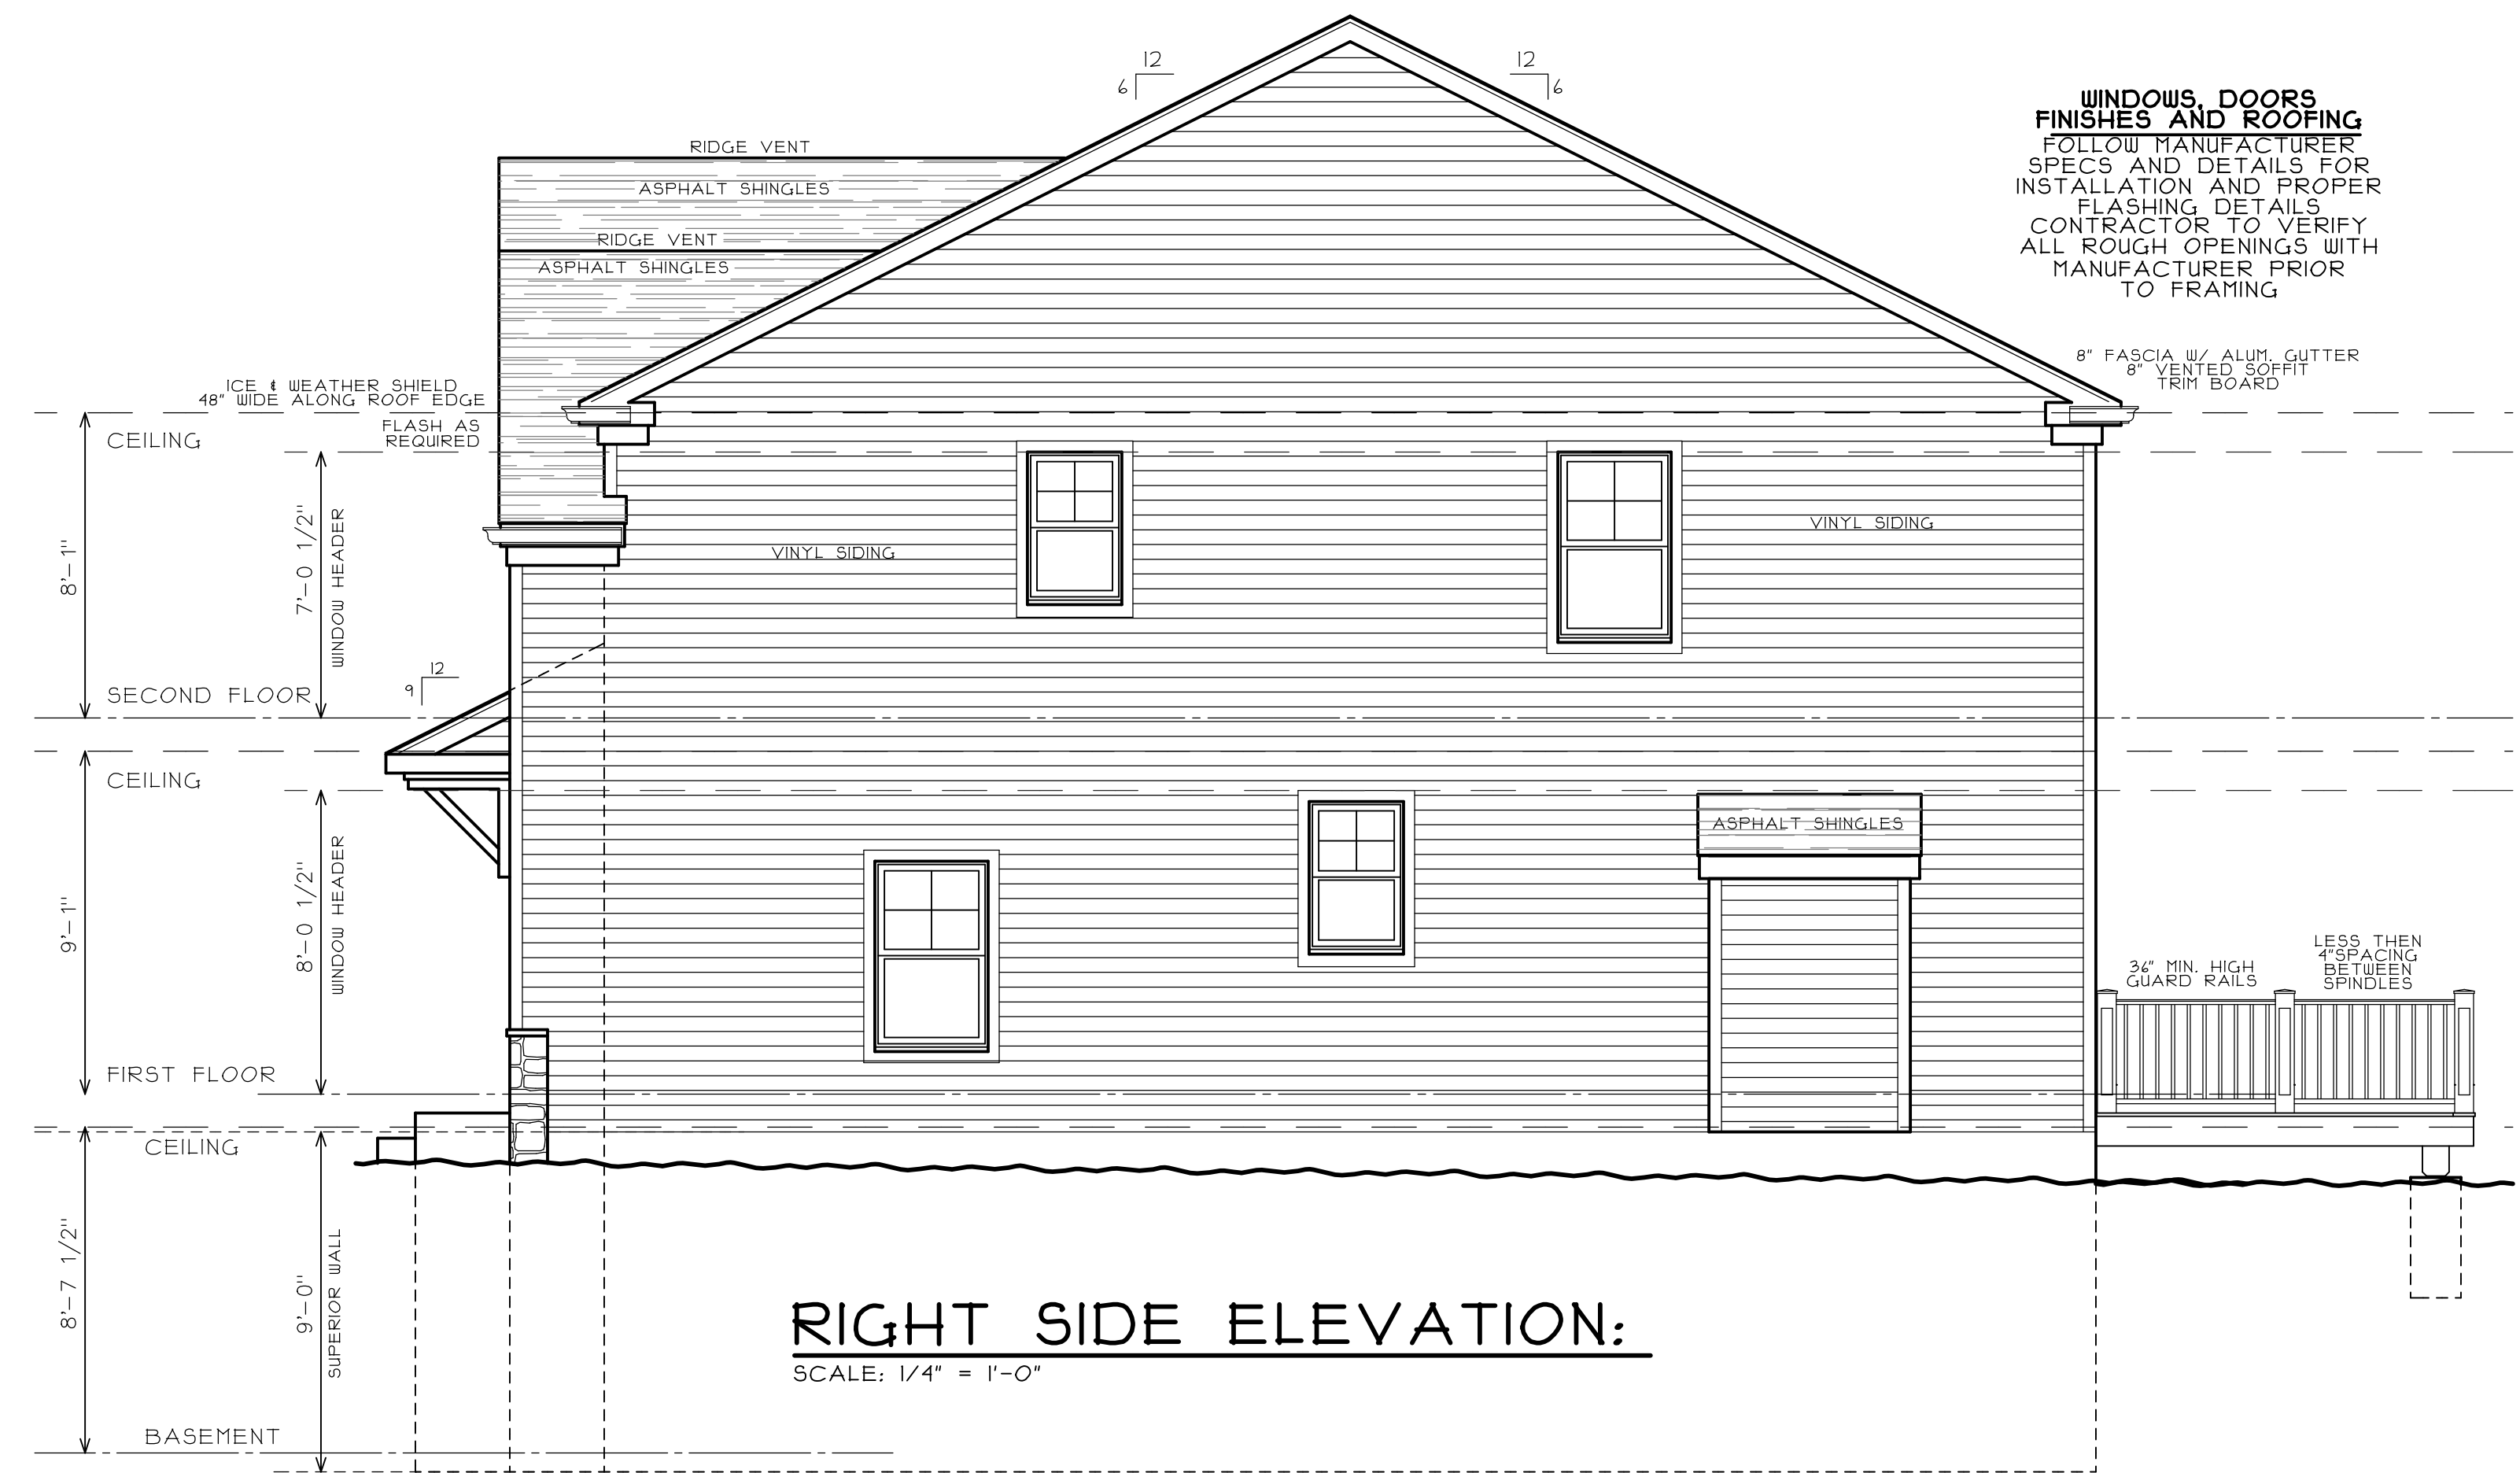 12
6
12
6
WINDOWS, DOORS
FINISHES AND ROOFING
FOLLOW MANUFACTURER
SPECS AND DETAILS FOR
INSTALLATION AND PROPER
FLASHING DETAILS
CONTRACTOR TO VERIFY
ALL ROUGH OPENINGS WITH
MANUFACTURER PRIOR
TO FRAMING
RIDGE VENT
ASPHALT SHINGLES
RIDGE VENT
ASPHALT SHINGLES
8" FASCIA W/ ALUM. GUTTER
8" VENTED SOFFIT
TRIM BOARD
ICE & WEATHER SHIELD
48" WIDE ALONG ROOF EDGE
FLASH AS
REQUIRED
CEILING
8'-1"
7'-0 1/2"
WINDOW HEADER
VINYL SIDING
VINYL SIDING
12
9
SECOND FLOOR
CEILING
9'-1"
8'-0 1/2"
WINDOW HEADER
ASPHALT SHINGLES
36" MIN. HIGH
GUARD RAILS
LESS THEN
4"SPACING
BETWEEN
SPINDLES
FIRST FLOOR
CEILING
8'-7 1/2"
9'-0"
SUPERIOR WALL
BASEMENT
RIGHT SIDE ELEVATION:
SCALE: 1/4" = 1'-0"